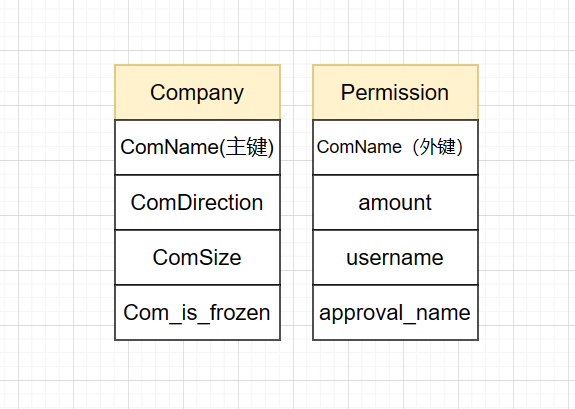 Company
ComName(主键)
ComDirection
ComSize
Com_is_frozen
Permission
ComName（外键）
amount
username
approval_name